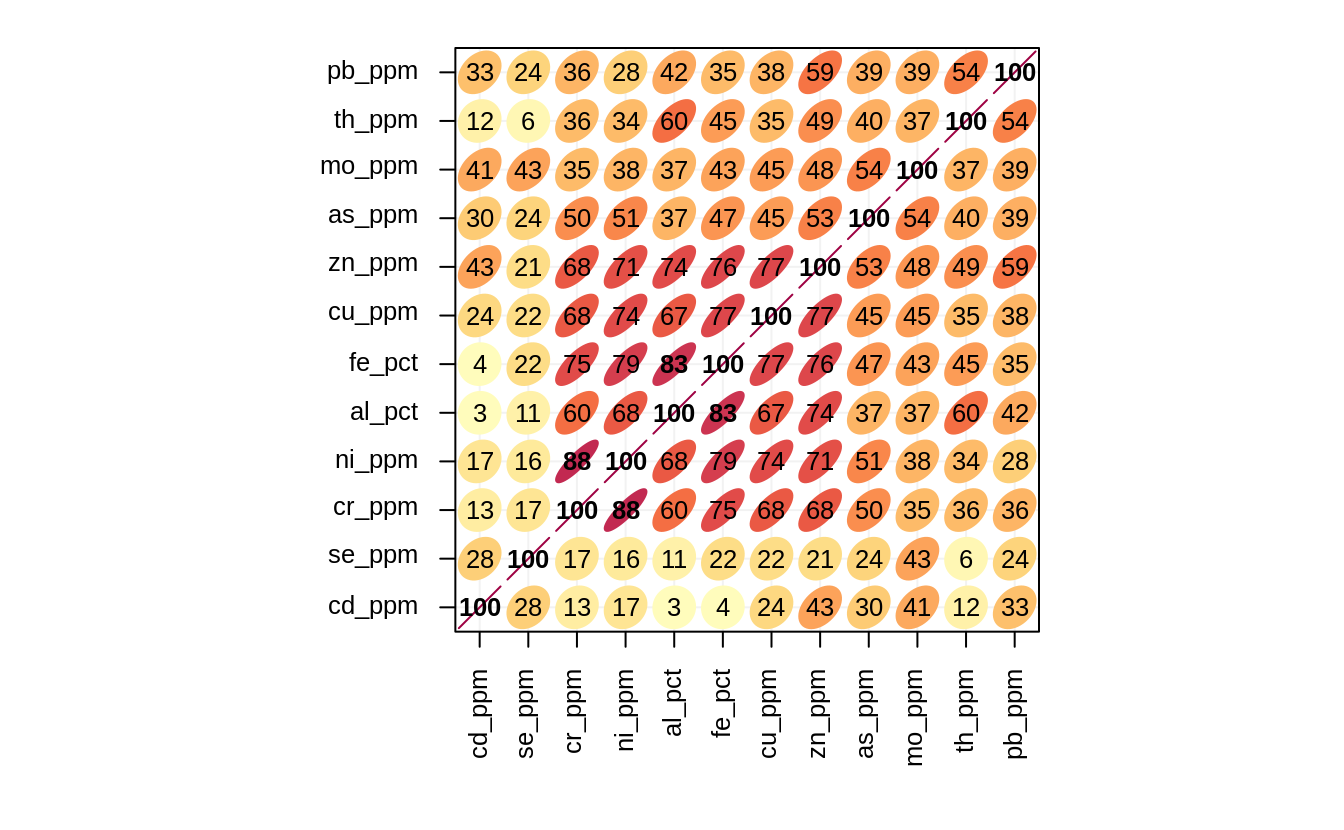 pb_ppm 33 24 36 28 42 35 38 59 39 39 54 100
th_ppm 12 6 36 34 60 45 35 49 40 37 100 54
mo_ppm 41 43 35 38 37 43 45 48 54 100 37 39
as_ppm 30 24 50 51 37 47 45 53 100 54 40 39
zn_ppm 43 21 68 71 74 76 77 100 53 48 49 59
cu_ppm 24 22 68 74 67 77 100 77 45 45 35 38
fe_pct 4 22 75 79 83 100 77 76 47 43 45 35
al_pct 3 11 60 68 100 83 67 74 37 37 60 42
ni_ppm 17 16 88 100 68 79 74 71 51 38 34 28
cr_ppm 13 17 100 88 60 75 68 68 50 35 36 36
se_ppm 28 100 17 16 11 22 22 21 24 43 6 24
cd_ppm 100 28 13 17 3 4 24 43 30 41 12 33
cd_ppm se_ppm cr_ppm ni_ppm al_pct fe_pct cu_ppm zn_ppm as_ppm mo_ppm th_ppm pb_ppm